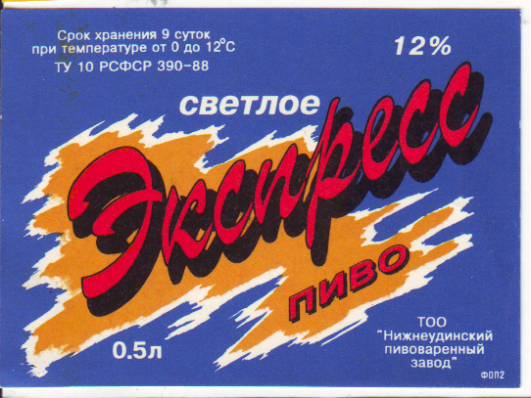 Срок хранения 9 суток
при температуре от 0 до 12°С
ТУ 10 РСФСР 390-88
12%
светлое
Экспресс
пиво
0.5л
ТОО
"Нижнеудинский
пивоваренный
завод"
ФОП2